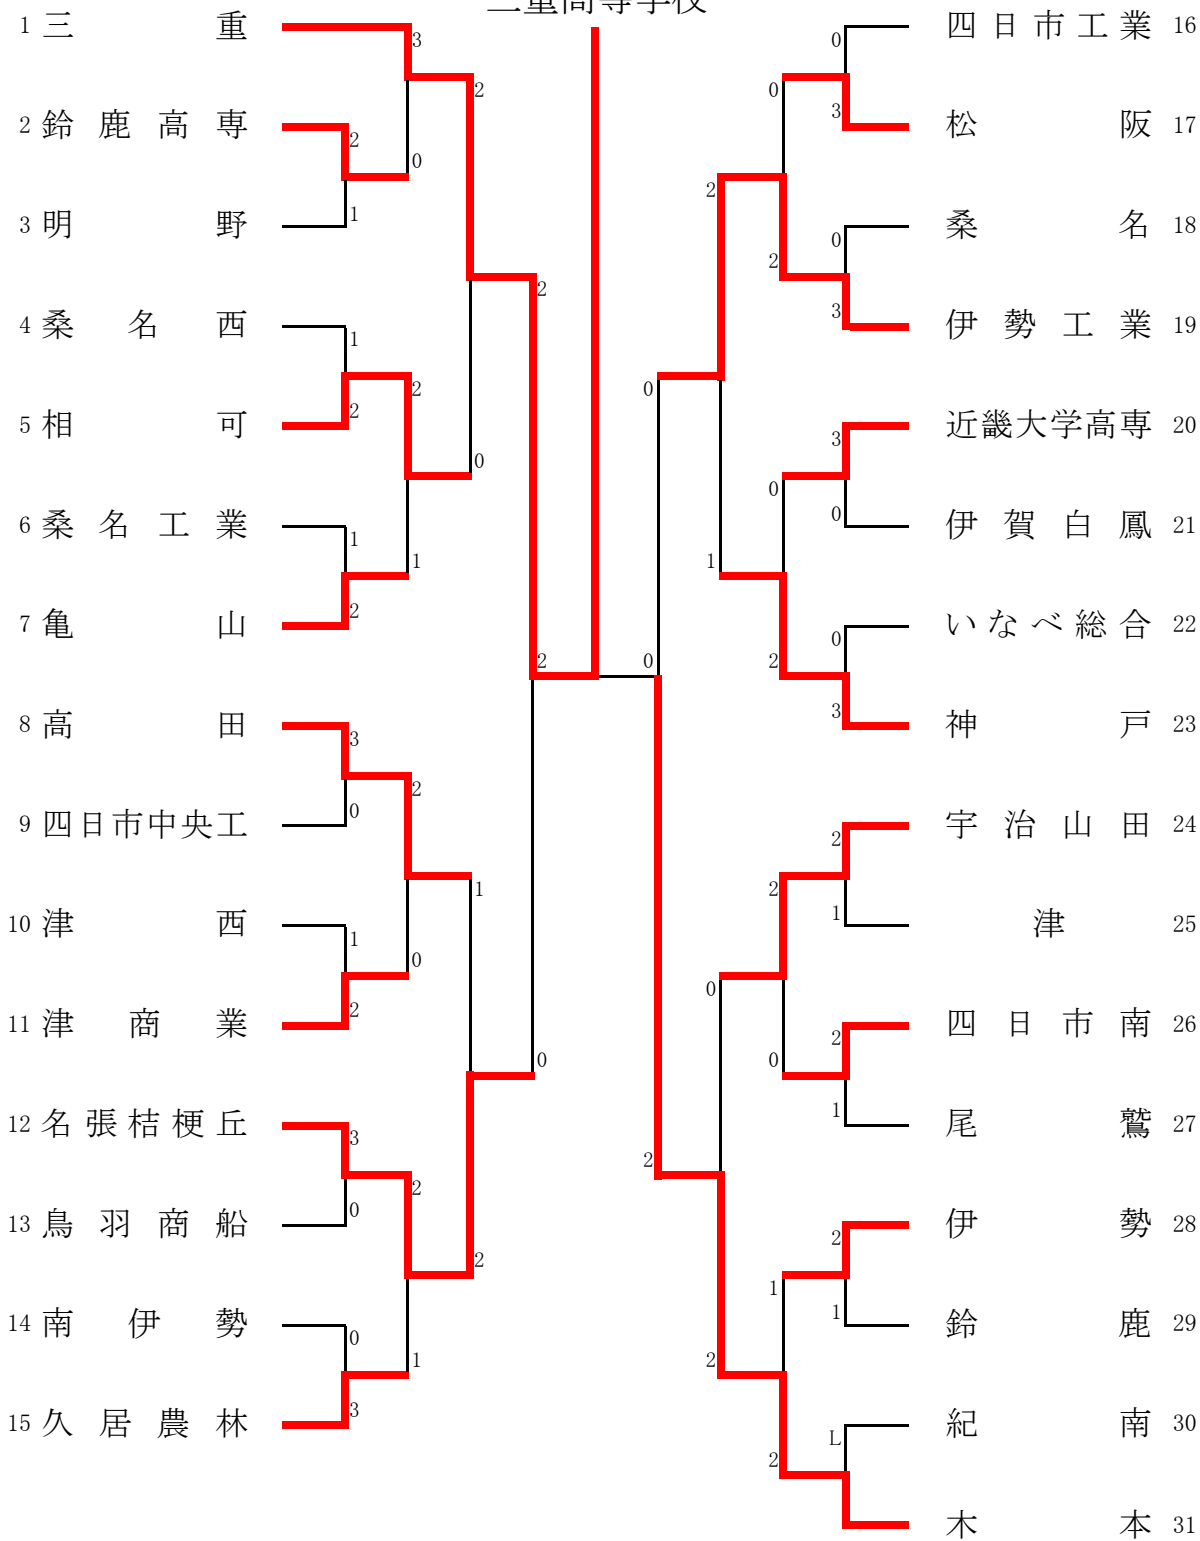 三重高等学校
1 三重
3
2
2 鈴鹿高専
2
0
3 明野
1
2
4 桑名西
1
2
5 相可
2
0
6 桑名工業
1
1
7 亀山
2
2
8 高田
3
2
9 四日市中央工
0
1
10 津西
1
0
11 津商業
2
0
12 名張桔梗丘
3
2
13 鳥羽商船
0
2
14 南伊勢
0
1
15 久居農林
3
0
四日市工業 16
0
3
松阪 17
2
0
桑名 18
2
3
伊勢工業 19
0
3
近畿大学高専 20
0
0
伊賀白鳳 21
1
0
いなべ総合 22
0
2
3
神戸 23
2
宇治山田 24
2
1
津 25
0
2
四日市南 26
0
1
尾鷲 27
2
2
伊勢 28
1
1
鈴鹿 29
2
L
紀南 30
2
木本 31